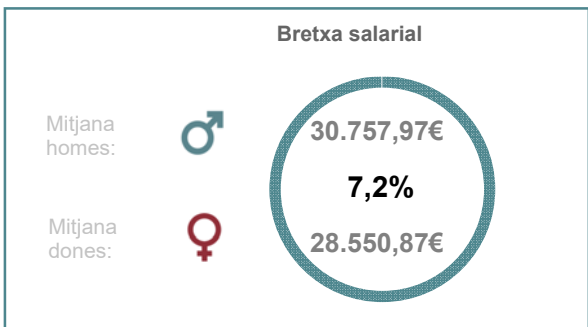 Bretxa salarial
Mitjana
homes:
30.757,97€
7,2%
Mitjana
dones:
28.550,87€